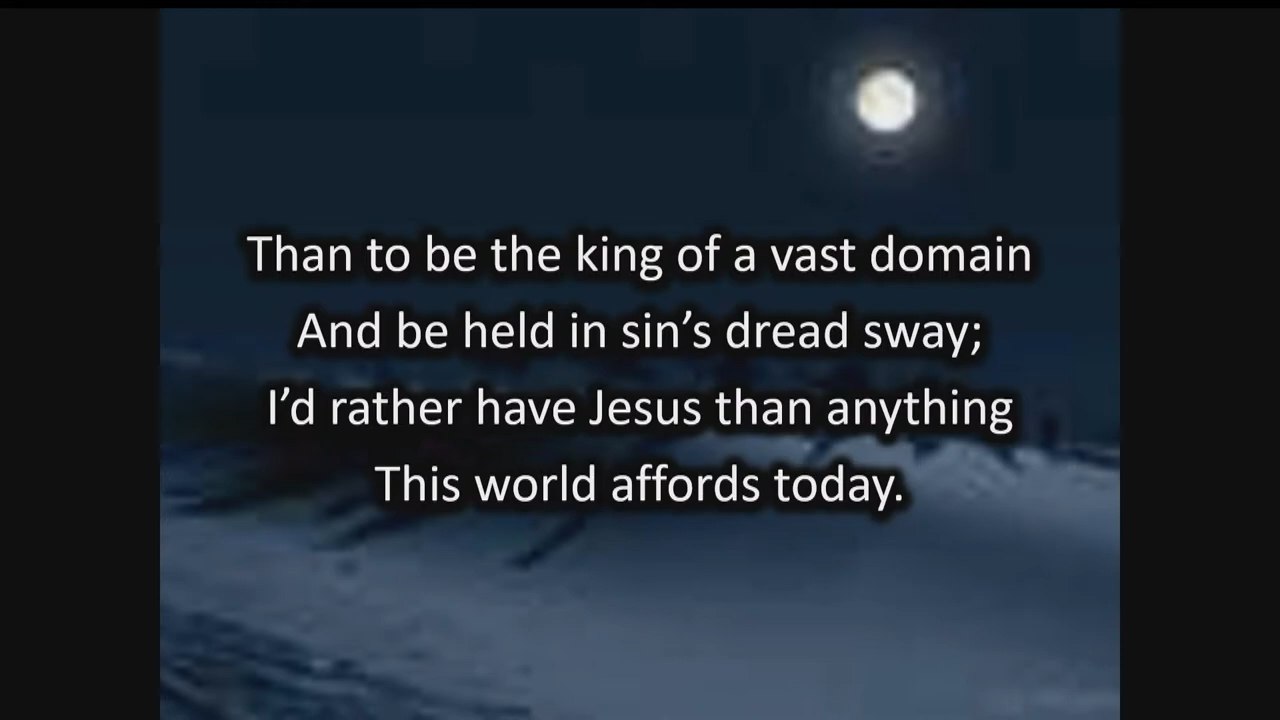 Than to be the king of a vast domain
And be held in sin’s dread sway;
I’d rather have Jesus than anything
This world affords today.